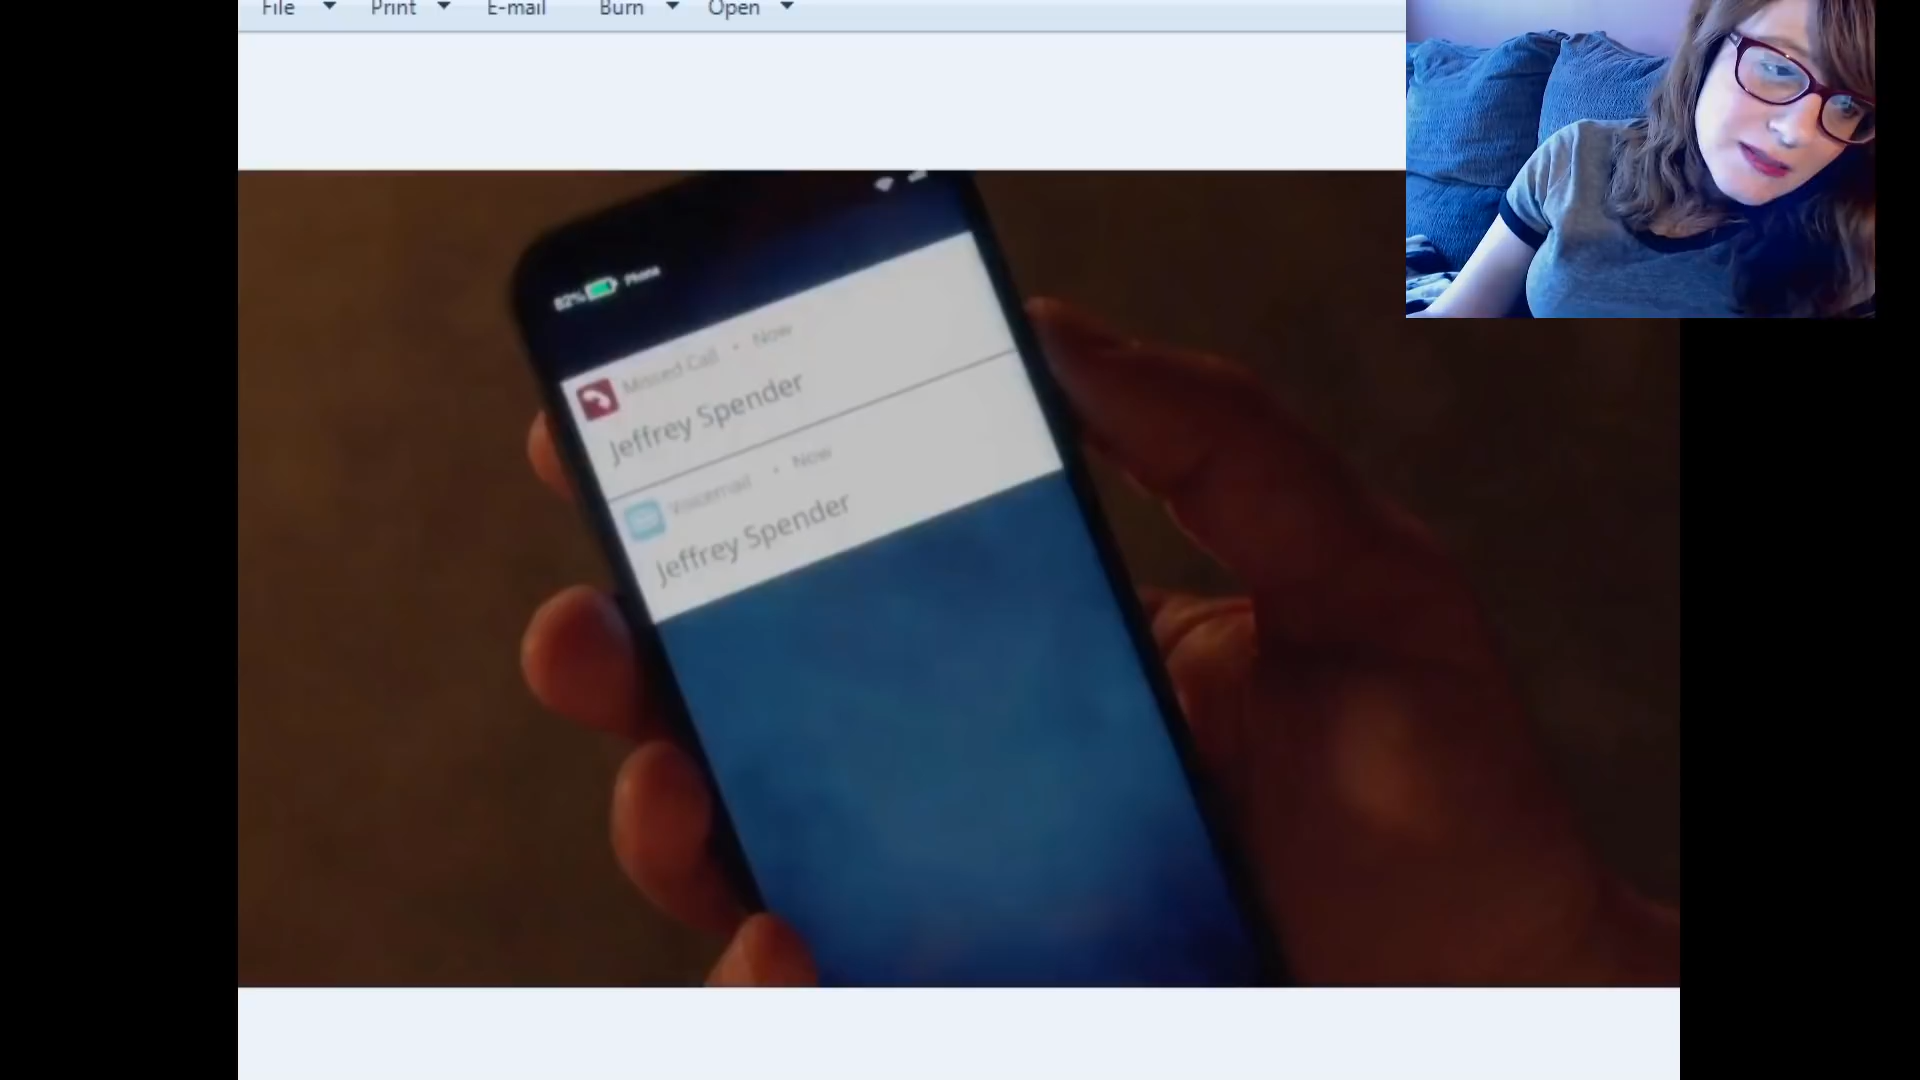 File Print E-mail Burn Open
82% Phone
Missed Call • Now
Jeffrey Spender
Voicemail • Now
Jeffrey Spender